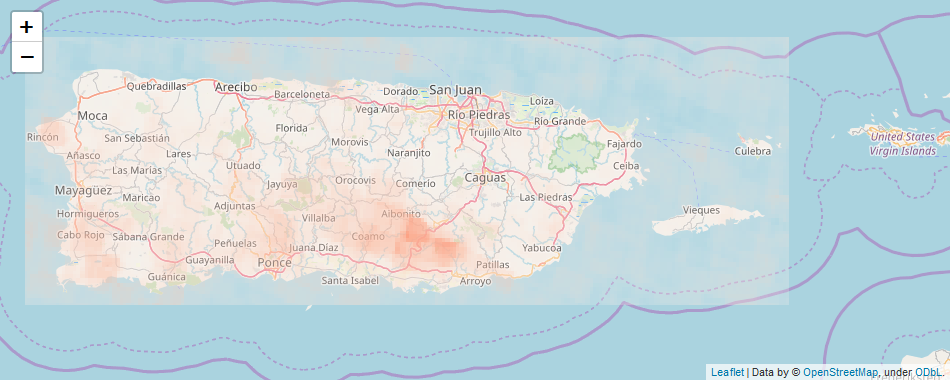 +
−
Quebradillas
Arecibo
Barceloneta
Dorado
San Juan
Loíza
Moca
Vega Alta
Río Piedras
Río Grande
Rincón
San Sebastián
Florida
Morovis
Trujillo Alto
Fajardo
United States
Virgin Islands
Añasco
Lares
Naranjito
Culebra
Las Marías
Utuado
Ceiba
Mayagüez
Maricao
Jayuya
Orocovis
Comerio
Caguas
Las Piedras
Hormigueros
Adjuntas
Villalba
Aibonito
Vieques
Cabo Rojo
Sabana Grande
Peñuelas
Juana Díaz
Coamo
Yabucoa
Guánica
Guayanilla
Ponce
Santa Isabel
Arroyo
Patillas
Leaflet | Data by © OpenStreetMap, under ODbL.